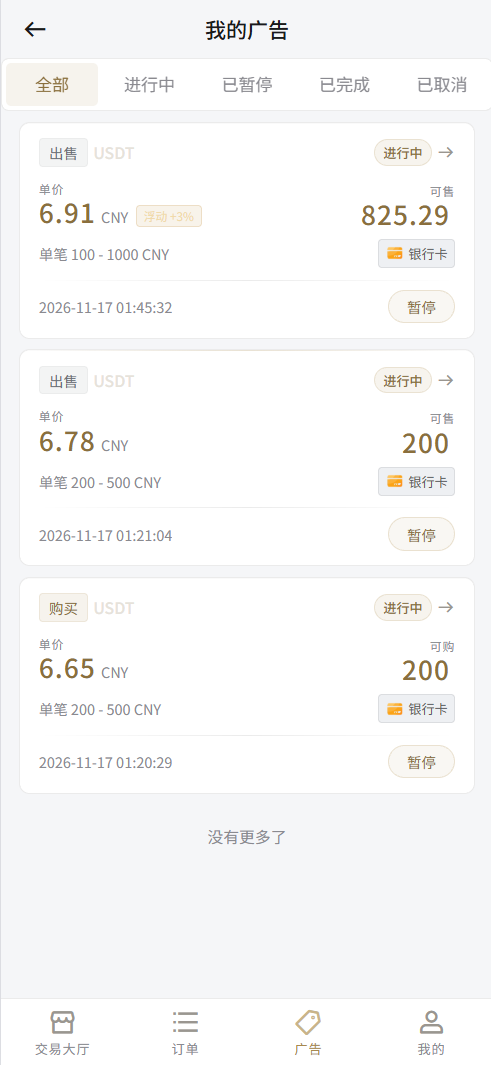 我的广告
全部 进行中 已暂停 已完成 已取消
出售 USDT 进行中
单价 可售
6.91 CNY 浮动 +3% 825.29
单笔 100 - 1000 CNY 银行卡
2026-11-17 01:45:32 暂停
出售 USDT 进行中
单价 可售
6.78 CNY 200
单笔 200 - 500 CNY 银行卡
2026-11-17 01:21:04 暂停
购买 USDT 进行中
单价 可购
6.65 CNY 200
单笔 200 - 500 CNY 银行卡
2026-11-17 01:20:29 暂停
没有更多了
交易大厅 订单 广告 我的